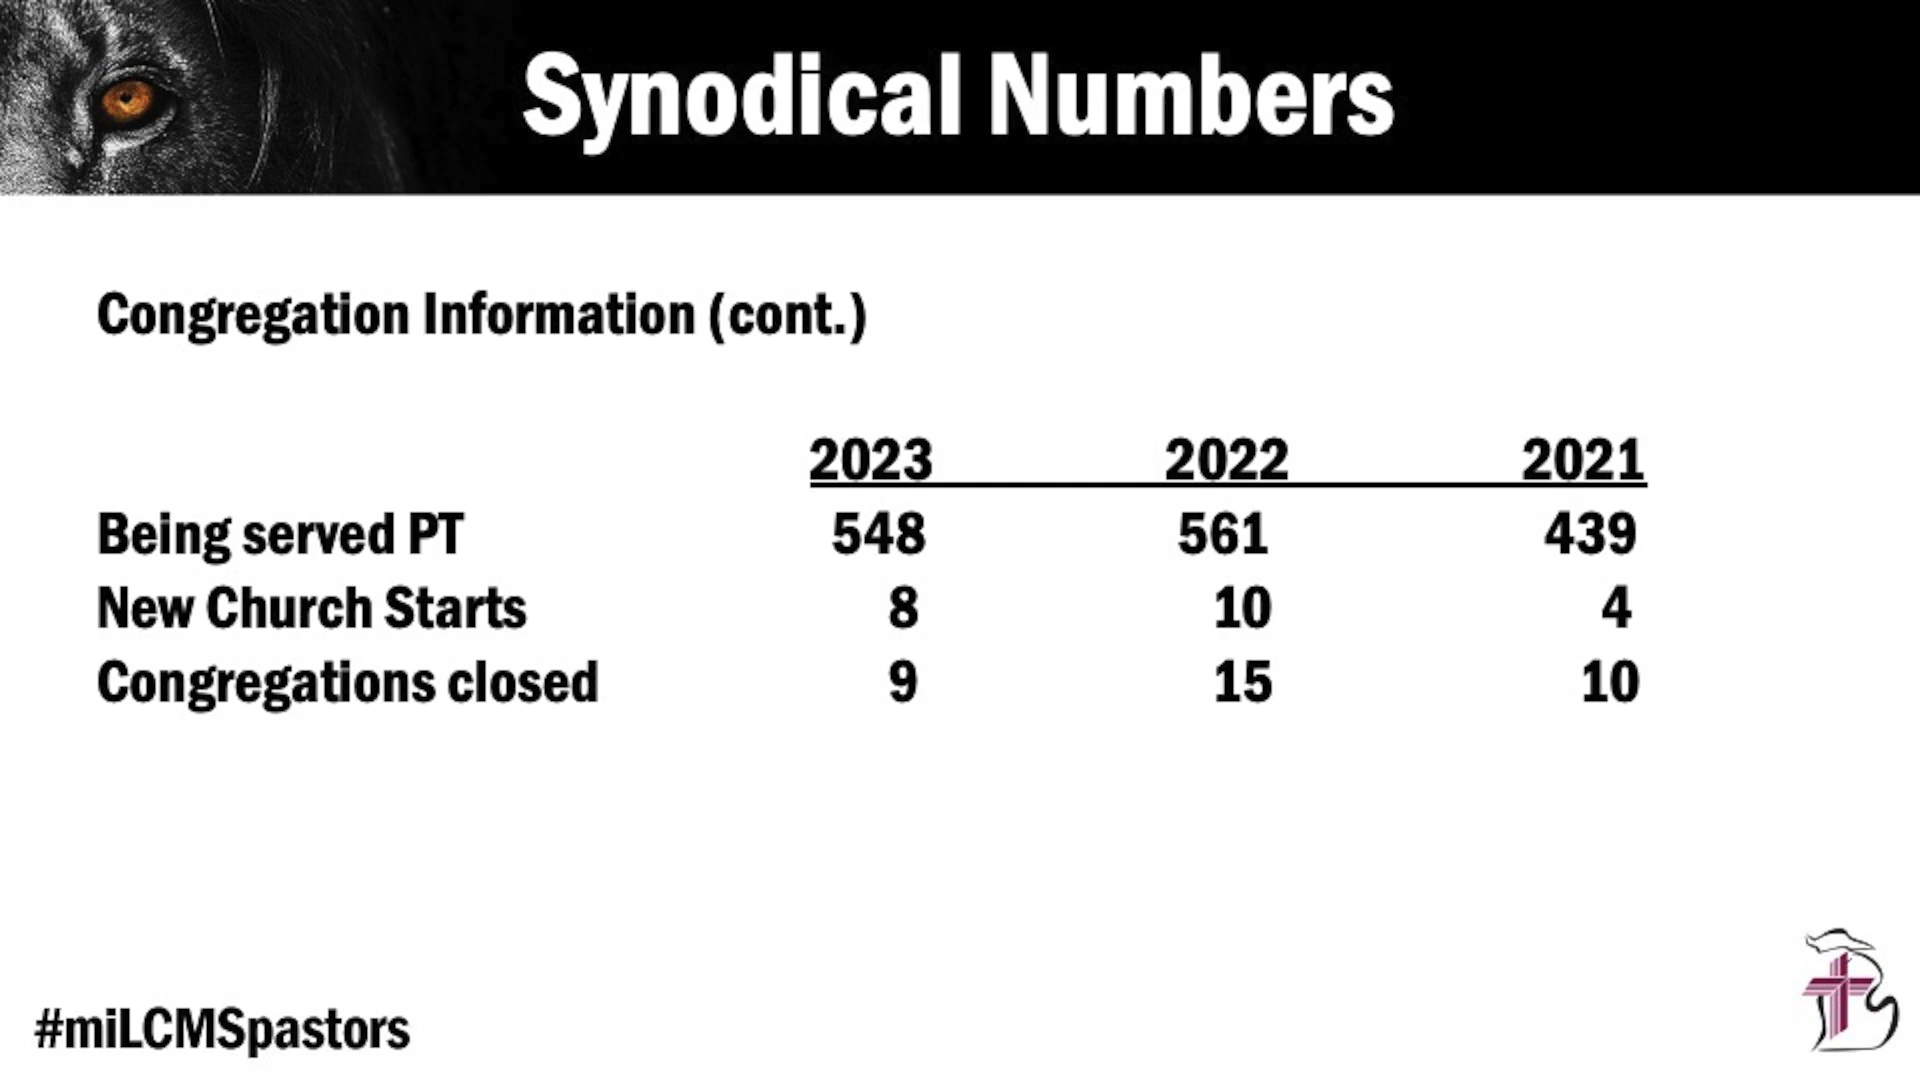 Synodical Numbers
Congregation Information (cont.)
2023 2022 2021
Being served PT 548 561 439
New Church Starts 8 10 4
Congregations closed 9 15 10
#miLCMSpastors